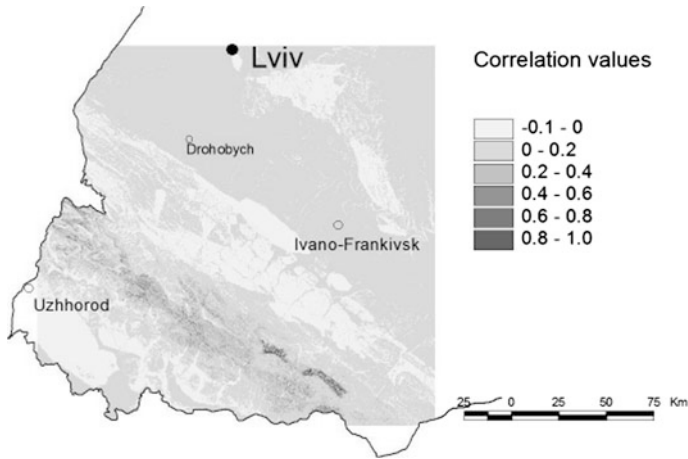 Lviv
Drohobych
Ivano-Frankivsk
Uzhhorod
Correlation values
-0.1 - 0
0 - 0.2
0.2 - 0.4
0.4 - 0.6
0.6 - 0.8
0.8 - 1.0
25 0 25 50 75 Km